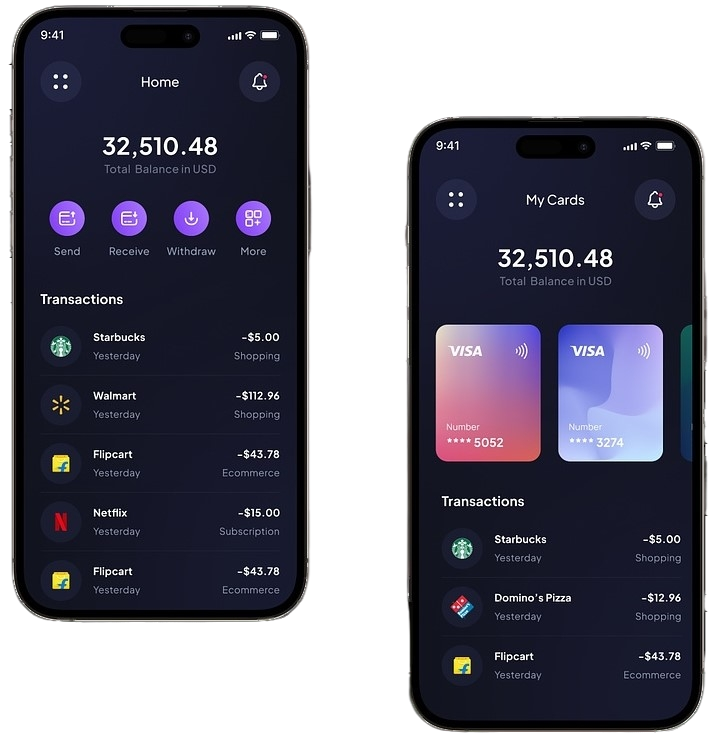 9:41
Home
32,510.48
Total Balance in USD
Send Receive Withdraw More
Transactions
Starbucks -$5.00
Yesterday Shopping
Walmart -$112.96
Yesterday Shopping
Flipcart -$43.78
Yesterday Ecommerce
Netflix -$15.00
Yesterday Subscription
Flipcart -$43.78
Yesterday Ecommerce
9:41
My Cards
32,510.48
Total Balance in USD
VISA VISA
Number Number
**** 5052 **** 3274
Transactions
Starbucks -$5.00
Yesterday Shopping
Domino's Pizza -$12.96
Yesterday Shopping
Flipcart -$43.78
Yesterday Ecommerce